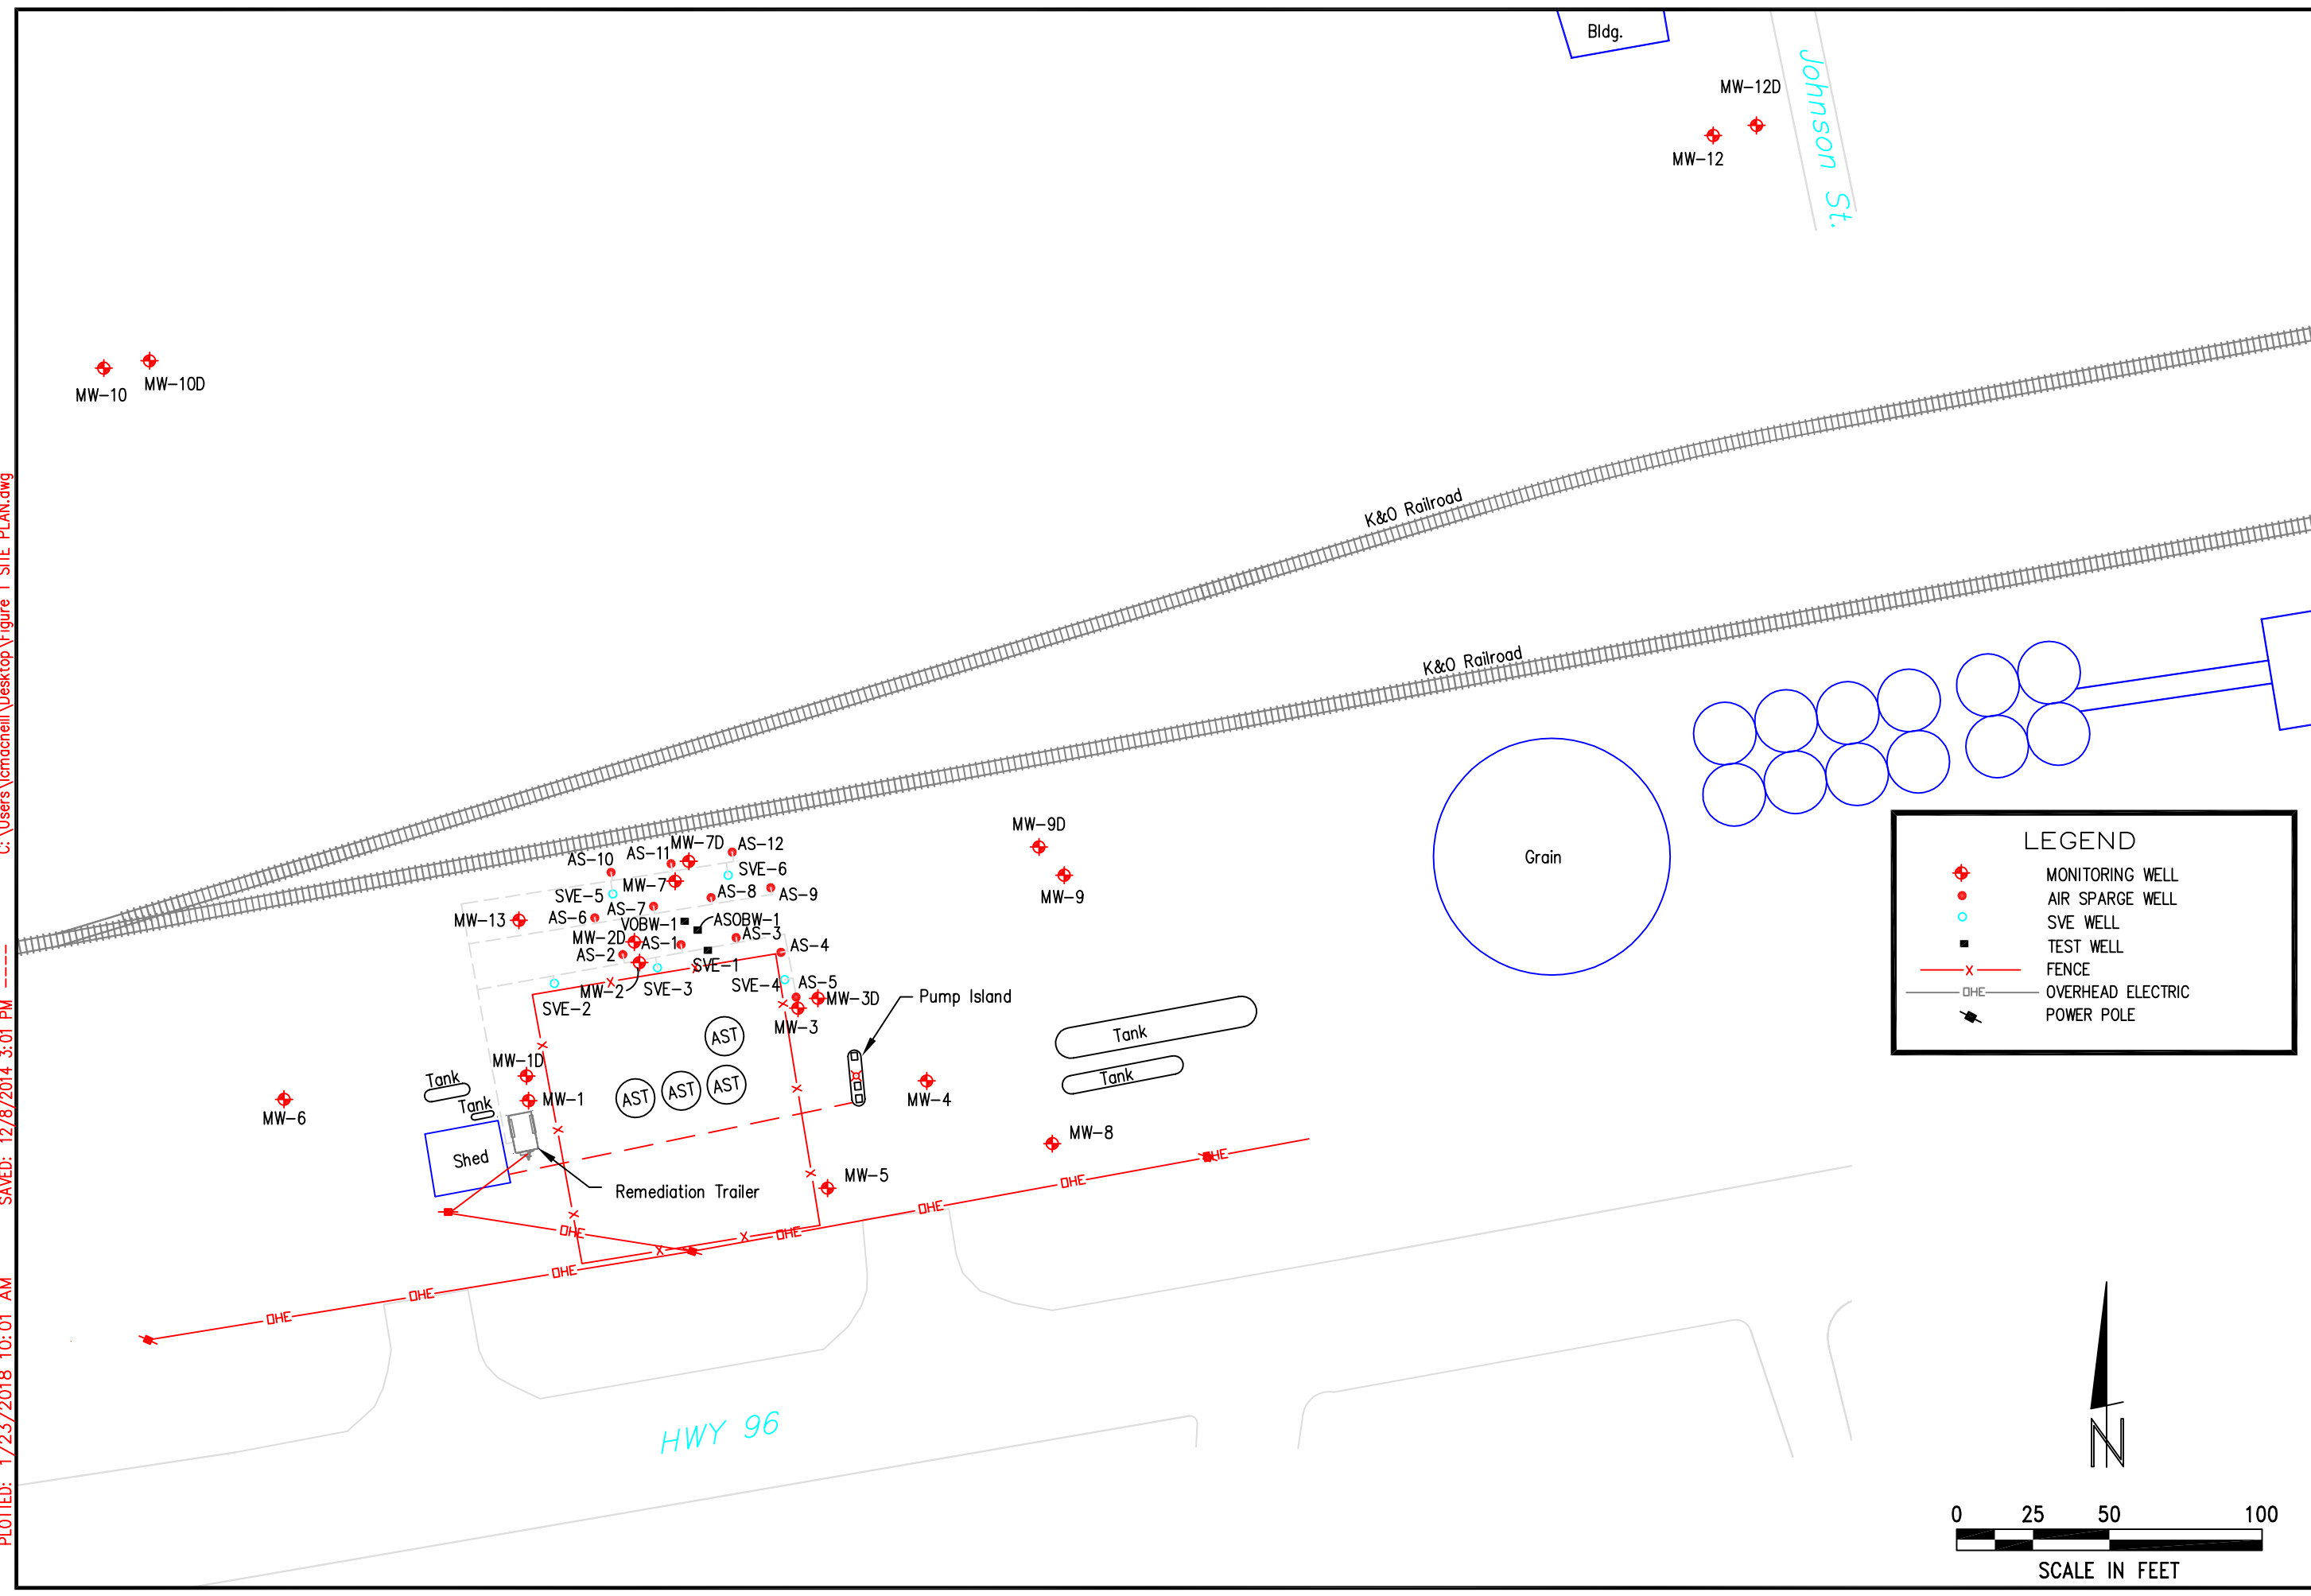 Bldg.
Johnson St.
MW-12D
MW-12
MW-10
MW-10D
K&O Railroad
K&O Railroad
C:\Users\lcmacneill\Desktop\Figure 1 SITE PLAN.dwg
SAVED: 12/8/2014 3:01 PM ----
PLOTTED: 1/23/2018 10:01 AM
MW-9D
MW-9
Grain
MW-7D
AS-12
AS-11
AS-10
SVE-6
MW-7
SVE-5
AS-8
AS-9
AS-7
AS-6
MW-13
VOBW-1
ASOBW-1
MW-2D
AS-1
AS-3
AS-4
AS-2
SVE-1
SVE-4
AS-5
MW-2
SVE-3
SVE-2
MW-3D
MW-3
Pump Island
AST
AST
AST
AST
MW-1D
MW-1
Tank
Tank
Tank
Tank
MW-6
MW-4
MW-8
MW-5
Shed
Remediation Trailer
OHE
OHE
OHE
OHE
OHE
OHE
OHE
OHE
HWY 96
LEGEND
MONITORING WELL
AIR SPARGE WELL
SVE WELL
TEST WELL
X FENCE
OHE OVERHEAD ELECTRIC
POWER POLE
N
0 25 50 100
SCALE IN FEET